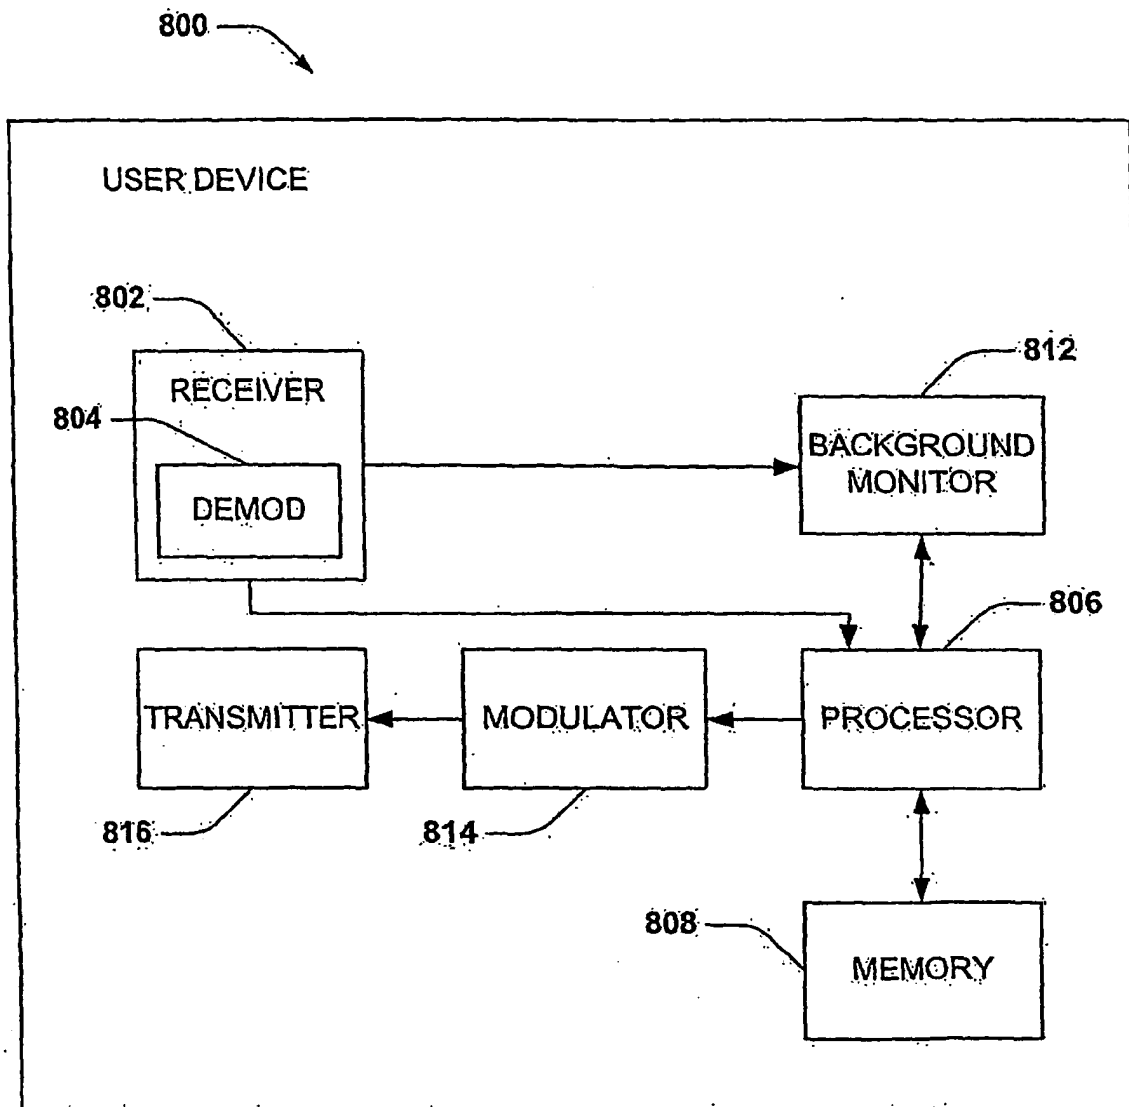 800
USER DEVICE
802
RECEIVER
804
DEMOD
812
BACKGROUND
MONITOR
806
TRANSMITTER
MODULATOR
PROCESSOR
816
814
808
MEMORY